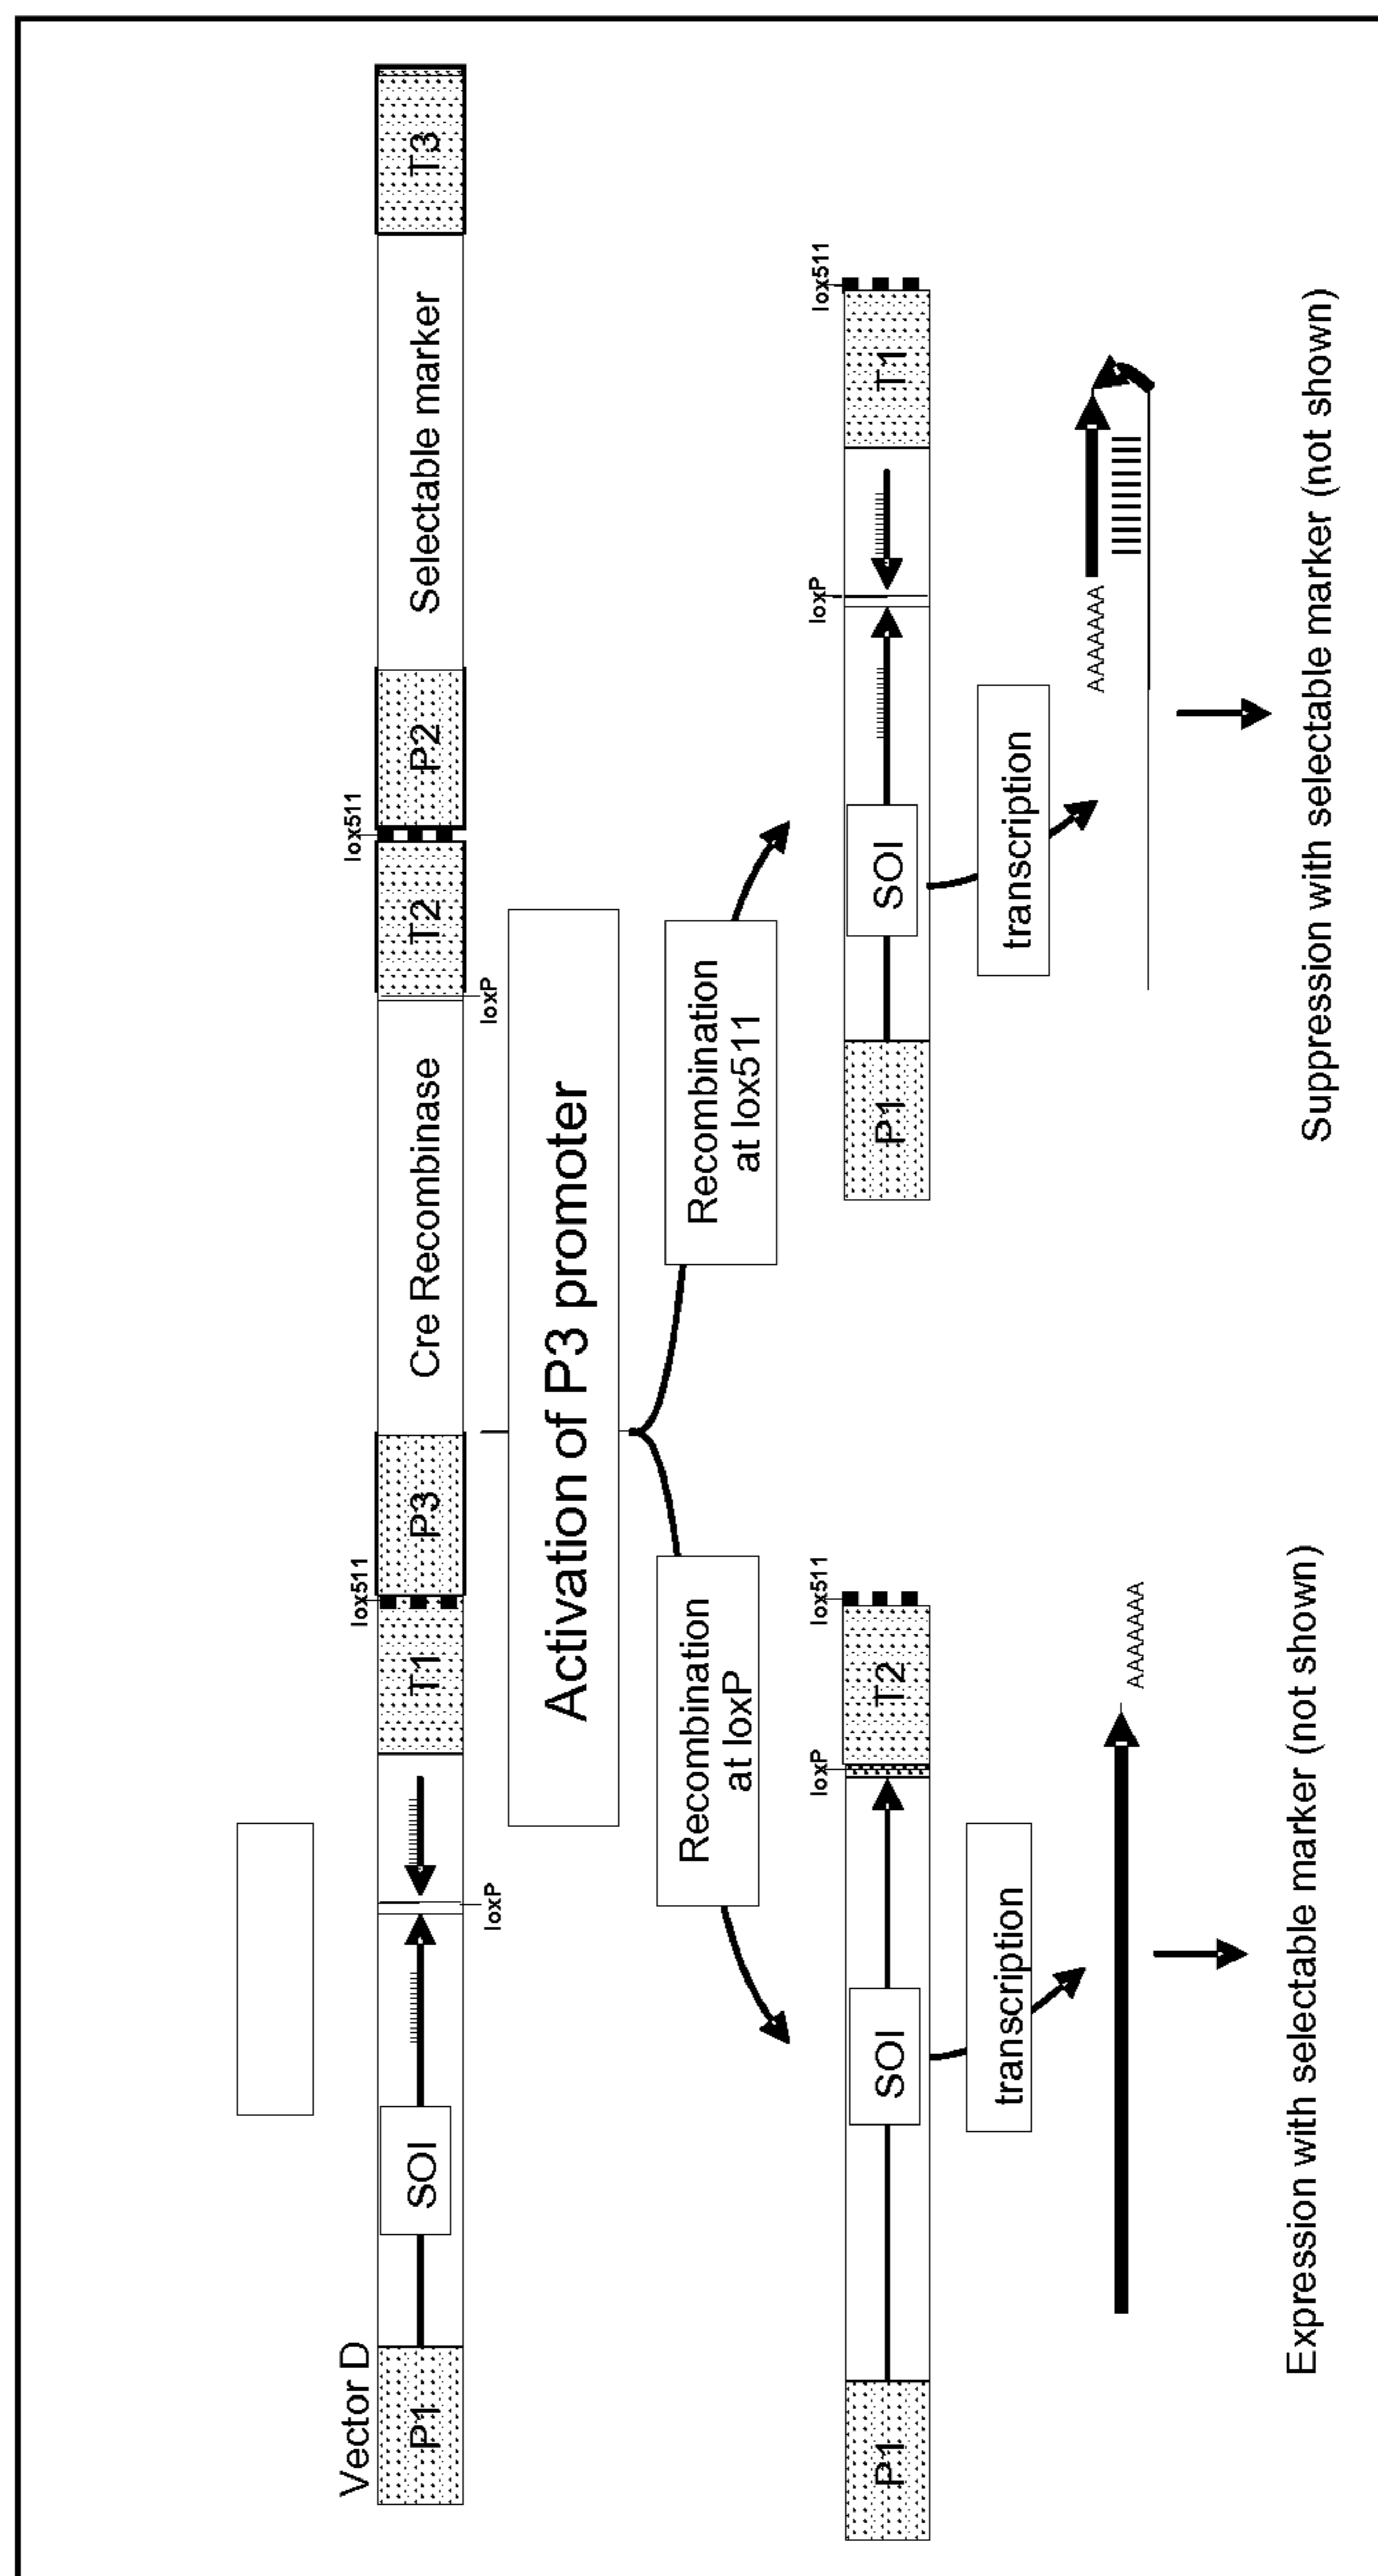 Vector D
P1
SOI
loxP
T1
lox511
P3
Cre Recombinase
loxP
T2
lox511
P2
Selectable marker
T3
Activation of P3 promoter
Recombination
at loxP
Recombination
at lox511
P1
SOI
loxP
T2
lox511
transcription
AAAAAAA
Expression with selectable marker (not shown)
P1
SOI
loxP
T1
lox511
transcription
AAAAAAA
Suppression with selectable marker (not shown)